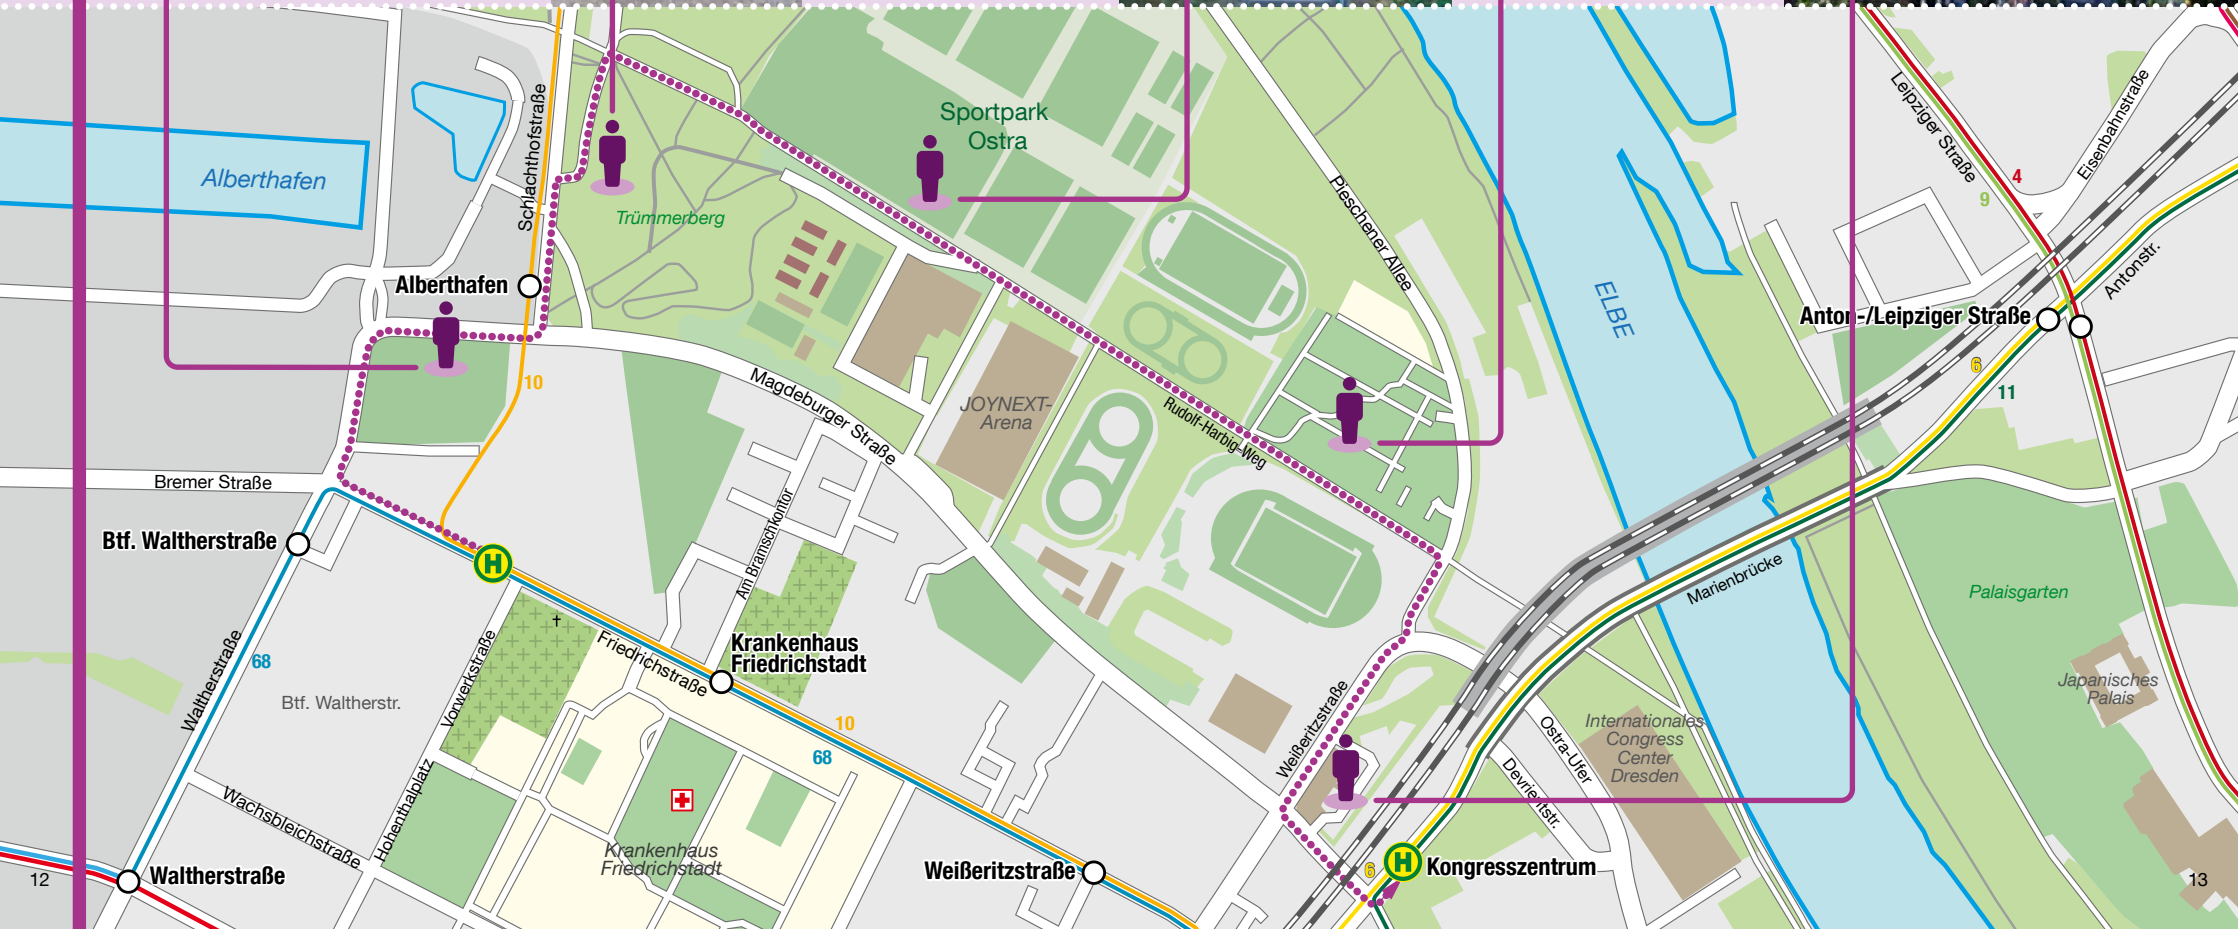 Sportpark
Ostra
Leipziger Straße
Eisenbahnstraße
4
9
Schlachthofstraße
Alberthafen
Trümmerberg
Pieschener Allee
Antonstr.
Alberthafen
ELBE
Anton-/Leipziger Straße
6
11
10
Magdeburger Straße
JOYNEXT-
Arena
Rudolf-Harbig-Weg
Bremer Straße
Am Bramschkontor
Btf. Waltherstraße
H
Marienbrücke
Palaisgarten
Friedrichstraße
Krankenhaus
Friedrichstadt
Waltherstraße
68
Vorwerkstraße
Btf. Waltherstr.
10
68
Weißeritzstraße
Ostra-Ufer
Internationales
Congress
Center
Dresden
Japanisches
Palais
Devrientstr.
Hohenthalplatz
Wachsbleichstraße
Krankenhaus
Friedrichstadt
12
Waltherstraße
Weißeritzstraße
6
H
Kongresszentrum
13